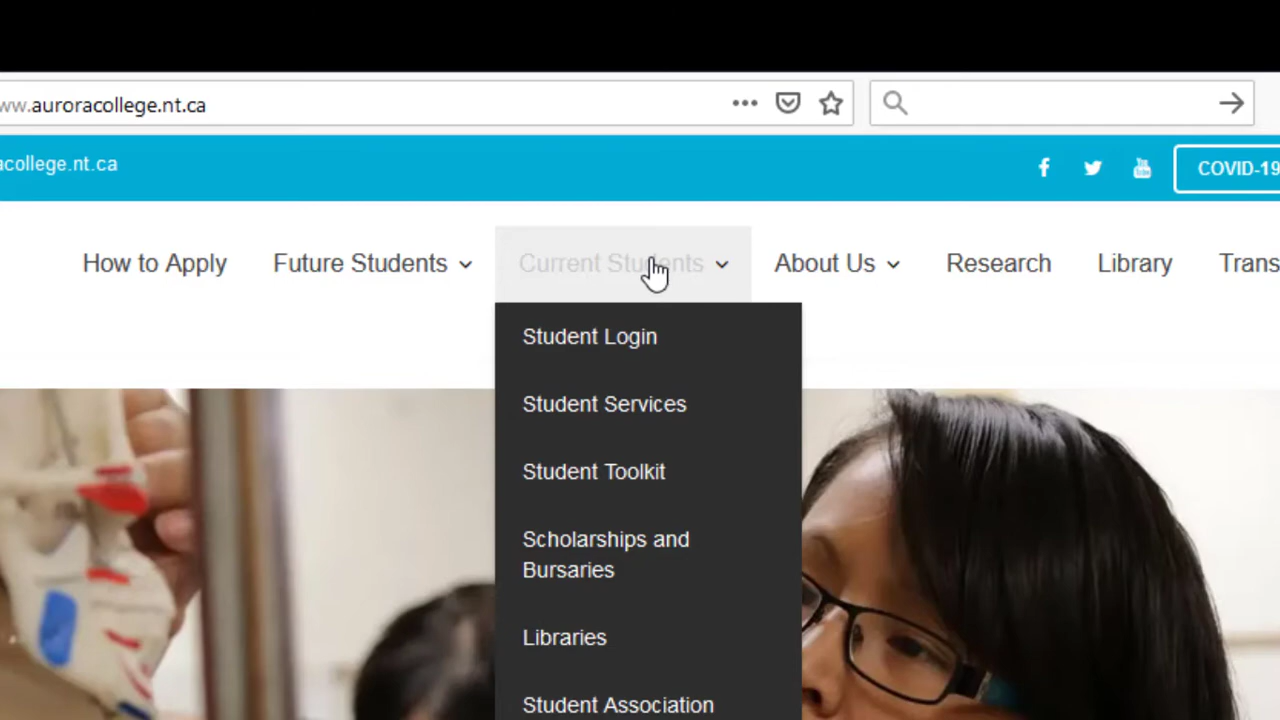 ww.auroracollege.nt.ca
acollege.nt.ca
COVID-19
How to Apply
Future Students
Current Students
About Us
Research
Library
Trans
Student Login
Student Services
Student Toolkit
Scholarships and
Bursaries
Libraries
Student Association